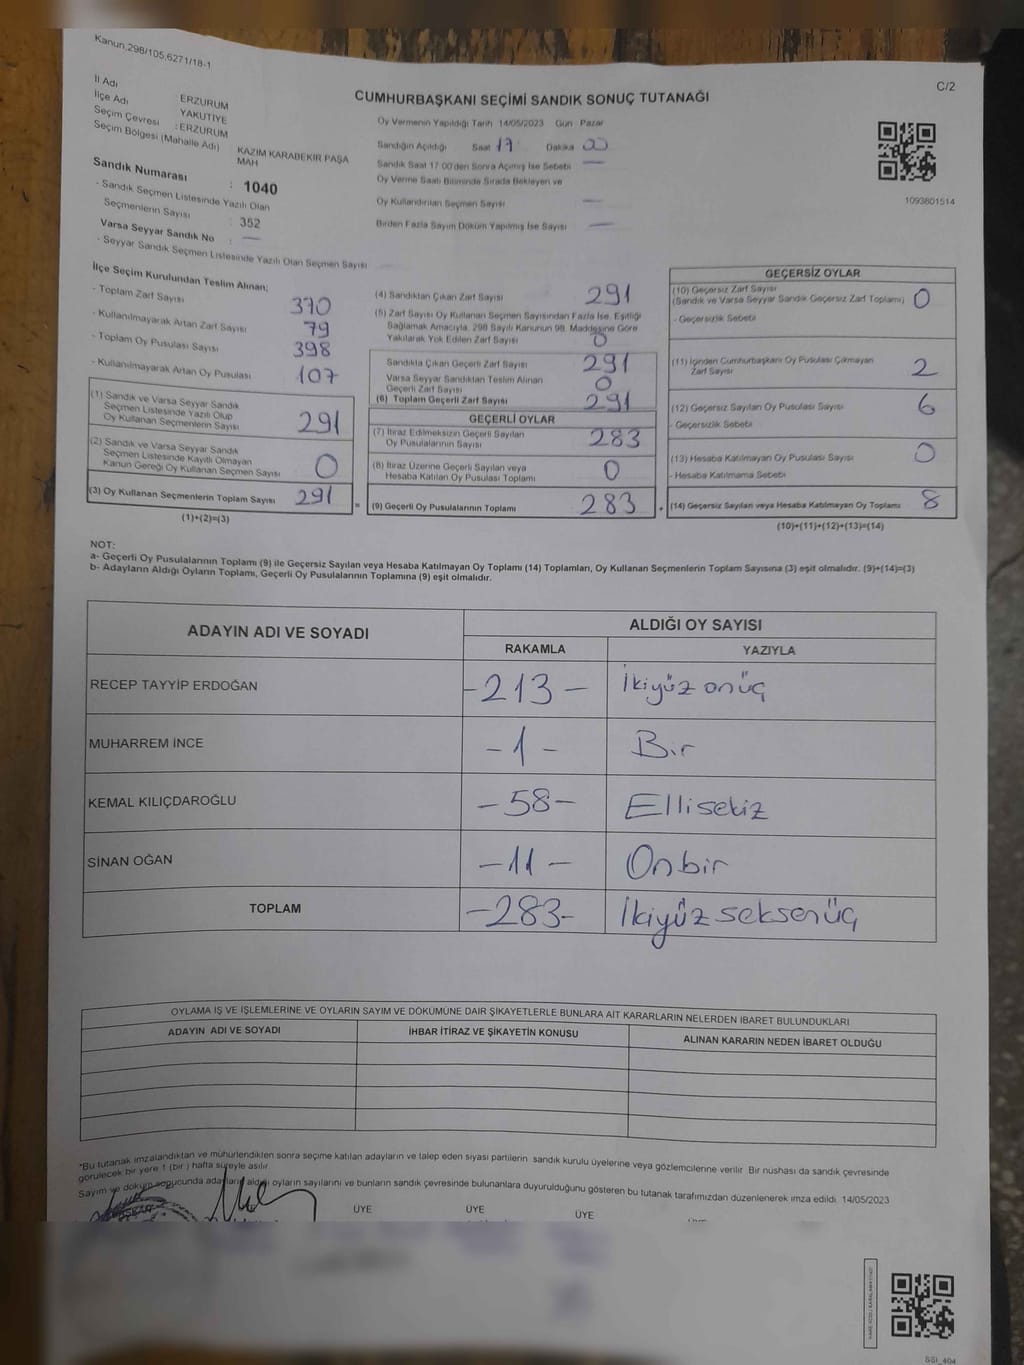 Kanun.298/105,6271/18-1
C/2
CUMHURBAŞKANI SEÇİMİ SANDIK SONUÇ TUTANAĞI
İl Adı : ERZURUM
İlçe Adı YAKUTİYE
Seçim Çevresi : ERZURUM
Seçim Bölgesi (Mahalle Adı) KAZIM KARABEKİR PAŞA MAH
Sandık Numarası : 1040
- Sandık Seçmen Listesinde Yazılı Olan
Seçmenlerin Sayısı : 352
Varsa Seyyar Sandık No : —
- Seyyar Sandık Seçmen Listesinde Yazılı Olan Seçmen Sayısı
Oy Vermenin Yapıldığı Tarih 14/05/2023 Gün Pazar
Sandığın Açıldığı Saat 17 Dakika 00
Sandık Saat 17.00'den Sonra Açımış İse Sebebi —
Oy Verme Saati Bitiminde Sırada Bekleyen ve
Oy Kullandırılan Seçmen Sayısı —
Birden Fazla Sayım Döküm Yapılmış İse Sayısı —
1093801514
İlçe Seçim Kurulundan Teslim Alınan;
- Toplam Zarf Sayısı 370
- Kullanılmayarak Artan Zarf Sayısı 79
- Toplam Oy Pusulası Sayısı 398
- Kullanılmayarak Artan Oy Pusulası 107
(1) Sandık ve Varsa Seyyar Sandık
Seçmen Listesinde Yazılı Olup
Oy Kullanan Seçmenlerin Sayısı 291
(2) Sandık ve Varsa Seyyar Sandık
Seçmen Listesinde Kayıtlı Olmayan
Kanun Gereği Oy Kullanan Seçmen Sayısı 0
(3) Oy Kullanan Seçmenlerin Toplam Sayısı 291
(1)+(2)=(3)
(4) Sandıktan Çıkan Zarf Sayısı 291
(5) Zarf Sayısı Oy Kullanan Seçmen Sayısından Fazla İse, Eşitliği
Sağlamak Amacıyla, 298 Sayılı Kanunun 98. Maddesine Göre
Yakılarak Yok Edilen Zarf Sayısı 0
Sandıkta Çıkan Geçerli Zarf Sayısı 291
Varsa Seyyar Sandıktan Teslim Alınan
Geçerli Zarf Sayısı 0
(6) Toplam Geçerli Zarf Sayısı 291
GEÇERLİ OYLAR
(7) İtiraz Edilmeksizin Geçerli Sayılan
Oy Pusulalarının Sayısı 283
(8) İtiraz Üzerine Geçerli Sayılan veya
Hesaba Katılan Oy Pusulası Toplamı 0
= (9) Geçerli Oy Pusulalarının Toplamı 283
GEÇERSİZ OYLAR
(10) Geçersiz Zarf Sayısı
(Sandık ve Varsa Seyyar Sandık Geçersiz Zarf Toplamı) 0
- Geçersizlik Sebebi
(11) İçinden Cumhurbaşkanı Oy Pusulası Çıkmayan
Zarf Sayısı 2
(12) Geçersiz Sayılan Oy Pusulası Sayısı 6
- Geçersizlik Sebebi
(13) Hesaba Katılmayan Oy Pusulası Sayısı 0
- Hesaba Katılmama Sebebi
+ (14) Geçersiz Sayılan veya Hesaba Katılmayan Oy Toplamı 8
(10)+(11)+(12)+(13)=(14)
NOT:
a- Geçerli Oy Pusulalarının Toplamı (9) ile Geçersiz Sayılan veya Hesaba Katılmayan Oy Toplamı (14) Toplamları, Oy Kullanan Seçmenlerin Toplam Sayısına (3) eşit olmalıdır. (9)+(14)=(3)
b- Adayların Aldığı Oyların Toplamı, Geçerli Oy Pusulalarının Toplamına (9) eşit olmalıdır.
ADAYIN ADI VE SOYADI ALDIĞI OY SAYISI
RAKAMLA YAZIYLA
RECEP TAYYİP ERDOĞAN -213- İkiyüz onüç
MUHARREM İNCE -1- Bir
KEMAL KILIÇDAROĞLU -58- Ellisekiz
SİNAN OĞAN -11- Onbir
TOPLAM -283- İkiyüz seksenüç
OYLAMA İŞ VE İŞLEMLERİNE VE OYLARIN SAYIM VE DÖKÜMÜNE DAİR ŞİKAYETLERLE BUNLARA AİT KARARLARIN NELERDEN İBARET BULUNDUKLARI
ADAYIN ADI VE SOYADI İHBAR İTİRAZ VE ŞİKAYETİN KONUSU ALINAN KARARIN NEDEN İBARET OLDUĞU
"Bu tutanak imzalandıktan ve mühürlendikten sonra seçime katılan adayların ve talep eden siyasi partilerin sandık kurulu üyelerine veya gözlemcilerine verilir. Bir nüshası da sandık çevresinde
görülecek bir yere 1 (bir ) hafta süreyle asılır.
Sayım ve döküm sonucunda adayların aldığı oyların sayılarını ve bunların sandık çevresinde bulunanlara duyurulduğunu gösteren bu tutanak tarafımızdan düzenlenerek imza edildi. 14/05/2023
ÜYE ÜYE ÜYE
SSİ_404